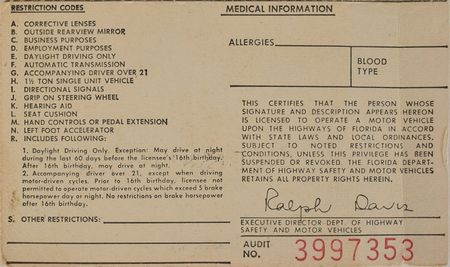 RESTRICTION CODES
A. CORRECTIVE LENSES
B. OUTSIDE REARVIEW MIRROR
C. BUSINESS PURPOSES
D. EMPLOYMENT PURPOSES
E. DAYLIGHT DRIVING ONLY
F. AUTOMATIC TRANSMISSION
G. ACCOMPANYING DRIVER OVER 21
H. 1½ TON SINGLE UNIT VEHICLE
I. DIRECTIONAL SIGNALS
J. GRIP ON STEERING WHEEL
K. HEARING AID
L. SEAT CUSHION
M. HAND CONTROLS OR PEDAL EXTENSION
N. LEFT FOOT ACCELERATOR
R. INCLUDES FOLLOWING:
1. Daylight Driving Only. Exception: May drive at night
during the last 60 days before the licensee's 16th birthday.
After 16th birthday, may drive at night.
2. Accompanying driver over 21, except when driving
motor-driven cycles. Prior to 16th birthday, licensee not
permitted to operate motor-driven cycles which exceed 5 brake
horsepower day or night. No restrictions on brake horsepower
after 16th birthday.
S. OTHER RESTRICTIONS:
MEDICAL INFORMATION
ALLERGIES
BLOOD
TYPE
THIS CERTIFIES THAT THE PERSON WHOSE
SIGNATURE AND DESCRIPTION APPEARS HEREON
IS LICENSED TO OPERATE A MOTOR VEHICLE
UPON THE HIGHWAYS OF FLORIDA IN ACCORD
WITH STATE LAWS AND LOCAL ORDINANCES.
SUBJECT TO NOTED RESTRICTIONS AND
CONDITIONS, UNLESS THIS PRIVILEGE HAS BEEN
SUSPENDED OR REVOKED. THE FLORIDA DEPART-
MENT OF HIGHWAY SAFETY AND MOTOR VEHICLES
RETAINS ALL PROPERTY RIGHTS HEREIN.
Ralph Davis
EXECUTIVE DIRECTOR DEPT. OF HIGHWAY
SAFETY AND MOTOR VEHICLES
AUDIT
NO. 3997353